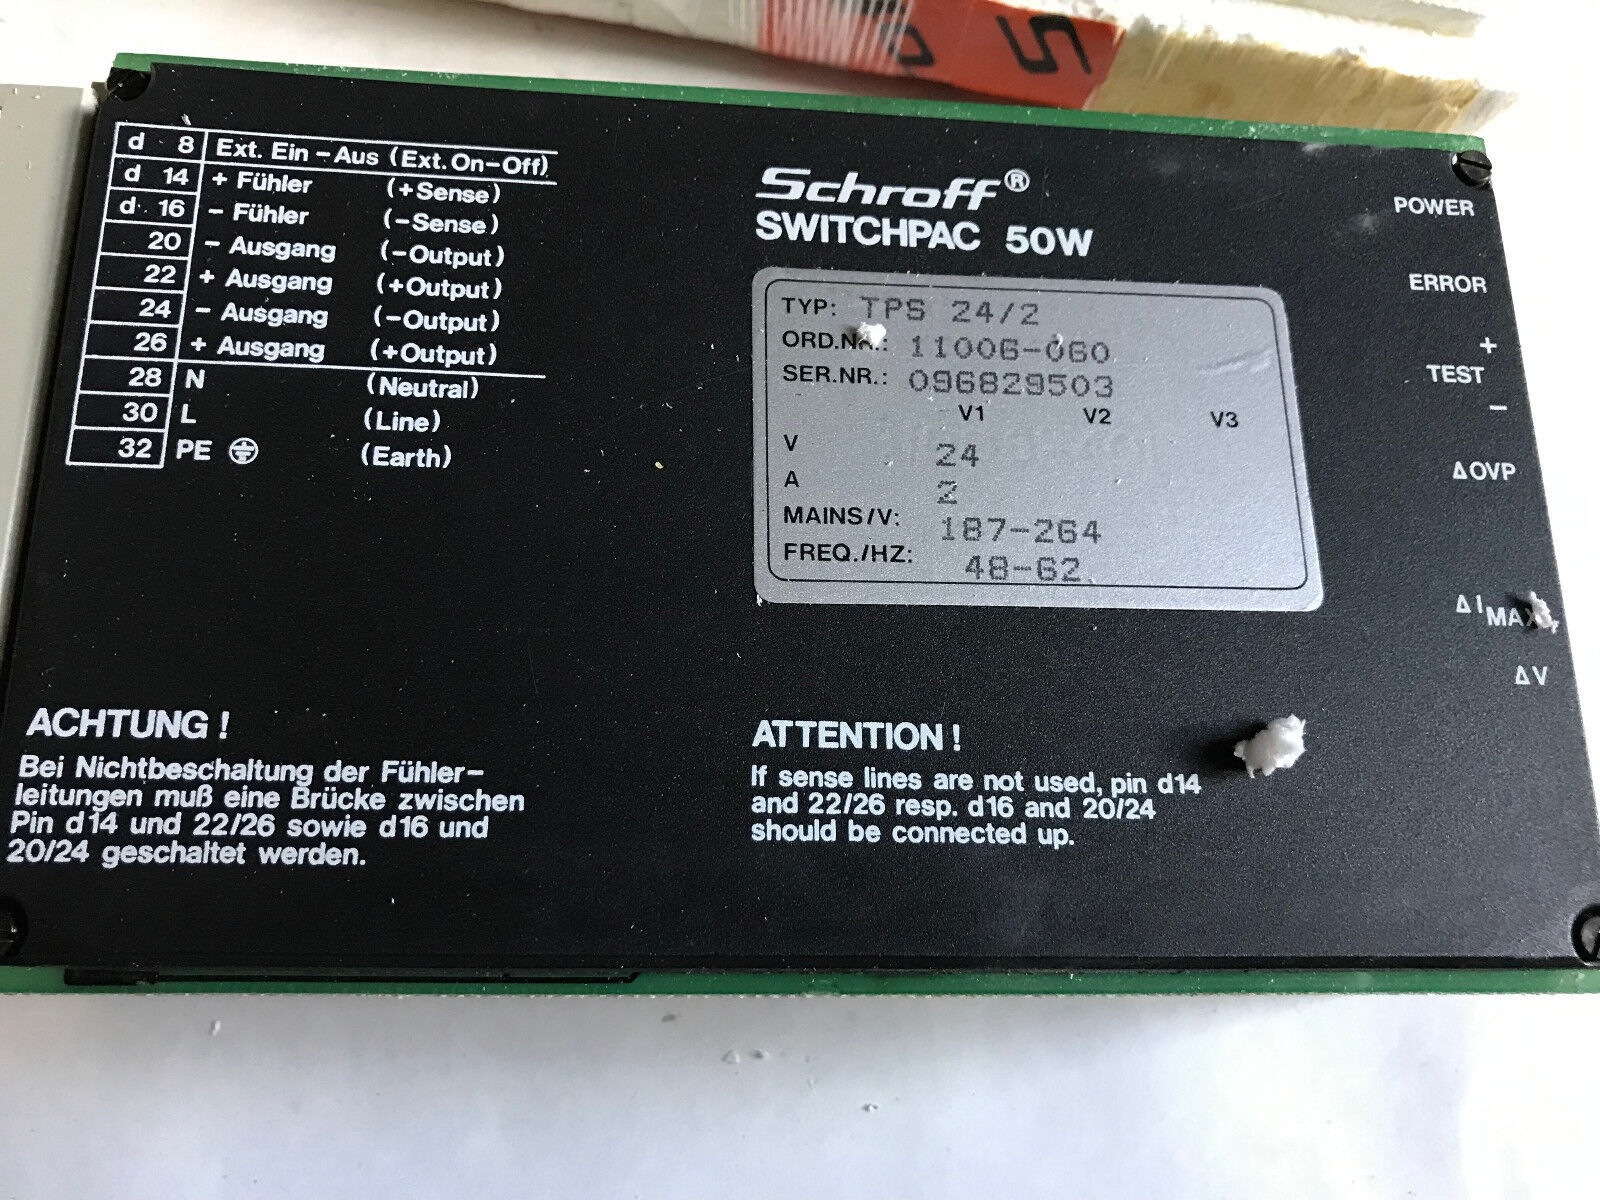 d 8 Ext. Ein – Aus (Ext. On–Off)
d 14 + Fühler (+Sense)
d 16 – Fühler (–Sense)
20 – Ausgang (–Output)
22 + Ausgang (+Output)
24 – Ausgang (–Output)
26 + Ausgang (+Output)
28 N (Neutral)
30 L (Line)
32 PE (Earth)
Schroff®
SWITCHPAC 50W
TYP: TPS 24/2
ORD.NR.: 11006-060
SER.NR.: 096829503
V1 V2 V3
V 24
A 2
MAINS/V: 187-264
FREQ./HZ: 48-62
POWER
ERROR
+
TEST
–
ΔOVP
ΔI MAX
ΔV
ACHTUNG!
Bei Nichtbeschaltung der Fühler-
leitungen muß eine Brücke zwischen
Pin d14 und 22/26 sowie d16 und
20/24 geschaltet werden.
ATTENTION!
If sense lines are not used, pin d14
and 22/26 resp. d16 and 20/24
should be connected up.